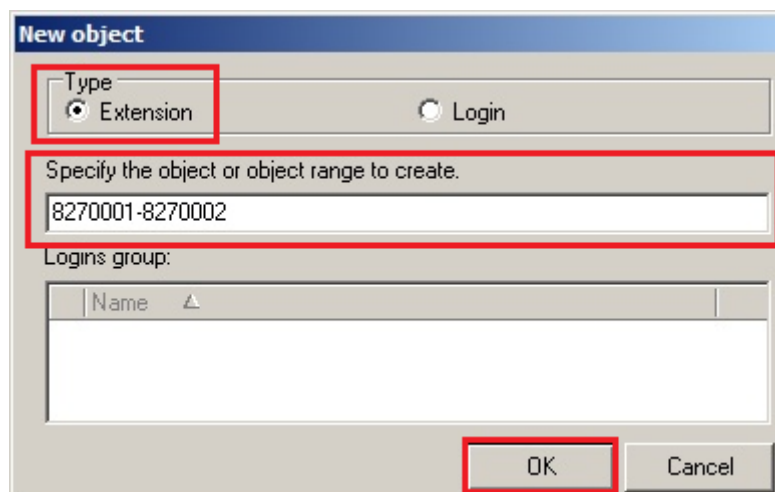 New object
Type
Extension Login
Specify the object or object range to create.
8270001-8270002
Logins group:
Name
OK Cancel